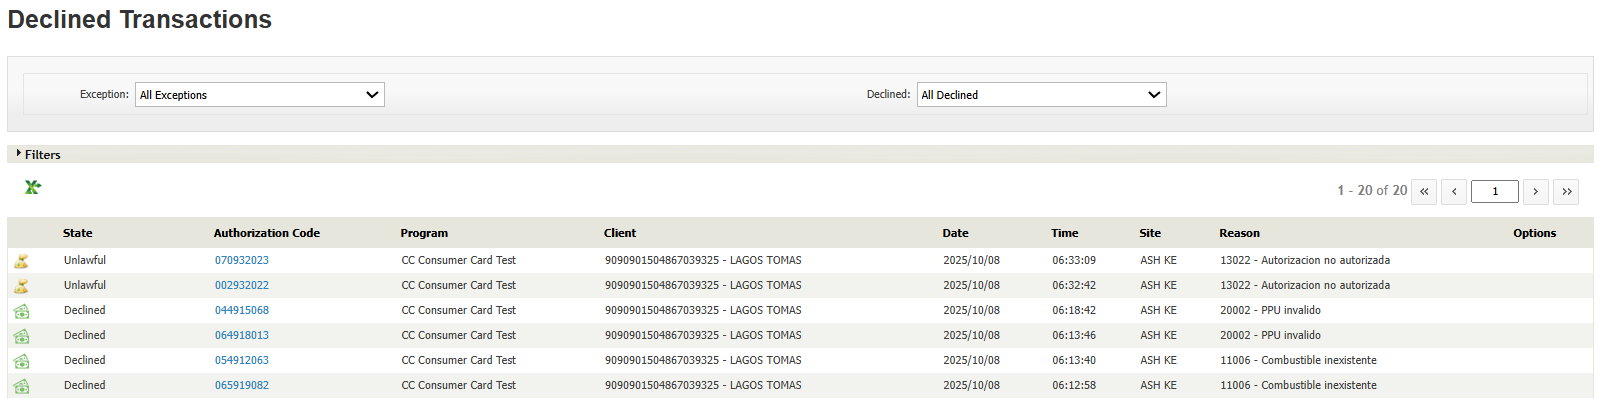 Declined Transactions
Exception: All Exceptions Declined: All Declined
Filters
1 - 20 of 20 « ‹ 1 › »
State Authorization Code Program Client Date Time Site Reason Options
Unlawful 070932023 CC Consumer Card Test 9090901504867039325 - LAGOS TOMAS 2025/10/08 06:33:09 ASH KE 13022 - Autorizacion no autorizada
Unlawful 002932022 CC Consumer Card Test 9090901504867039325 - LAGOS TOMAS 2025/10/08 06:32:42 ASH KE 13022 - Autorizacion no autorizada
Declined 044915068 CC Consumer Card Test 9090901504867039325 - LAGOS TOMAS 2025/10/08 06:18:42 ASH KE 20002 - PPU invalido
Declined 064918013 CC Consumer Card Test 9090901504867039325 - LAGOS TOMAS 2025/10/08 06:13:46 ASH KE 20002 - PPU invalido
Declined 054912063 CC Consumer Card Test 9090901504867039325 - LAGOS TOMAS 2025/10/08 06:13:40 ASH KE 11006 - Combustible inexistente
Declined 065919082 CC Consumer Card Test 9090901504867039325 - LAGOS TOMAS 2025/10/08 06:12:58 ASH KE 11006 - Combustible inexistente